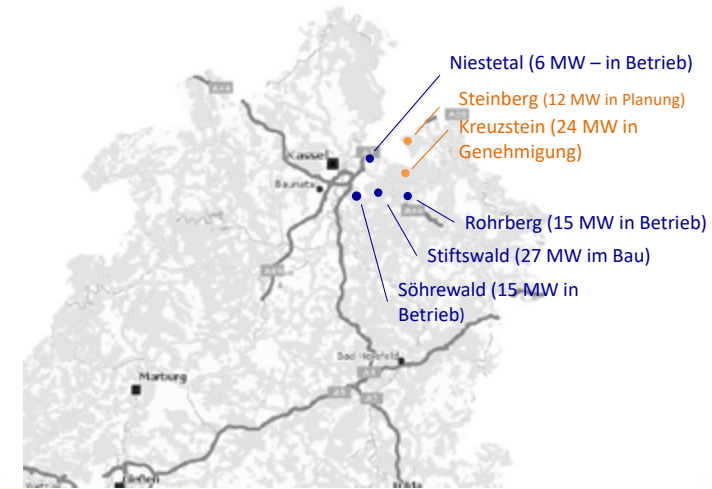 Niestetal (6 MW – in Betrieb)
Steinberg (12 MW in Planung)
Kreuzstein (24 MW in
Genehmigung)
Kassel
Baunatal
Rohrberg (15 MW in Betrieb)
Stiftswald (27 MW im Bau)
Söhrewald (15 MW in
Betrieb)
Bad Hersfeld
Marburg